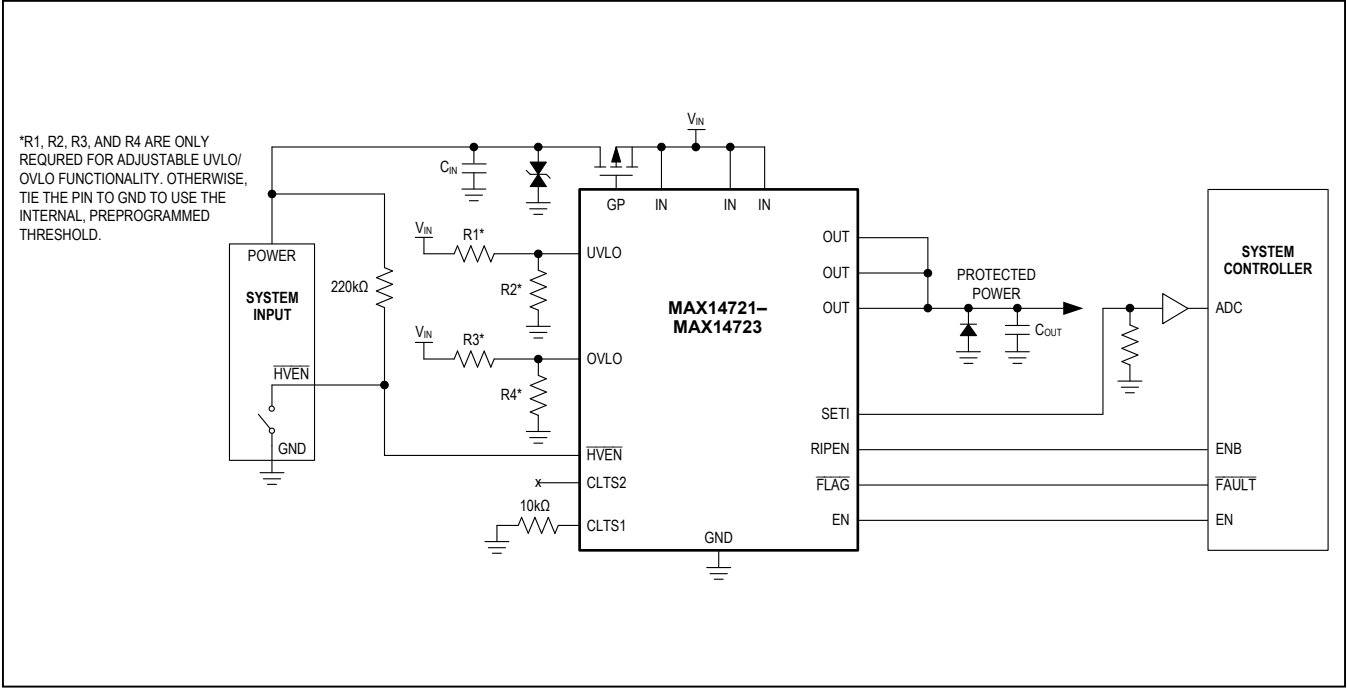 *R1, R2, R3, AND R4 ARE ONLY
REQURED FOR ADJUSTABLE UVLO/
OVLO FUNCTIONALITY. OTHERWISE,
TIE THE PIN TO GND TO USE THE
INTERNAL, PREPROGRAMMED
THRESHOLD.
POWER
SYSTEM
INPUT
HVEN
GND
220kΩ
CIN
VIN
GP
IN
IN
IN
VIN
R1*
R2*
UVLO
VIN
R3*
R4*
OVLO
HVEN
CLTS2
x
10kΩ
CLTS1
MAX14721–
MAX14723
GND
OUT
OUT
OUT
SETI
RIPEN
FLAG
EN
PROTECTED
POWER
COUT
SYSTEM
CONTROLLER
ADC
ENB
FAULT
EN